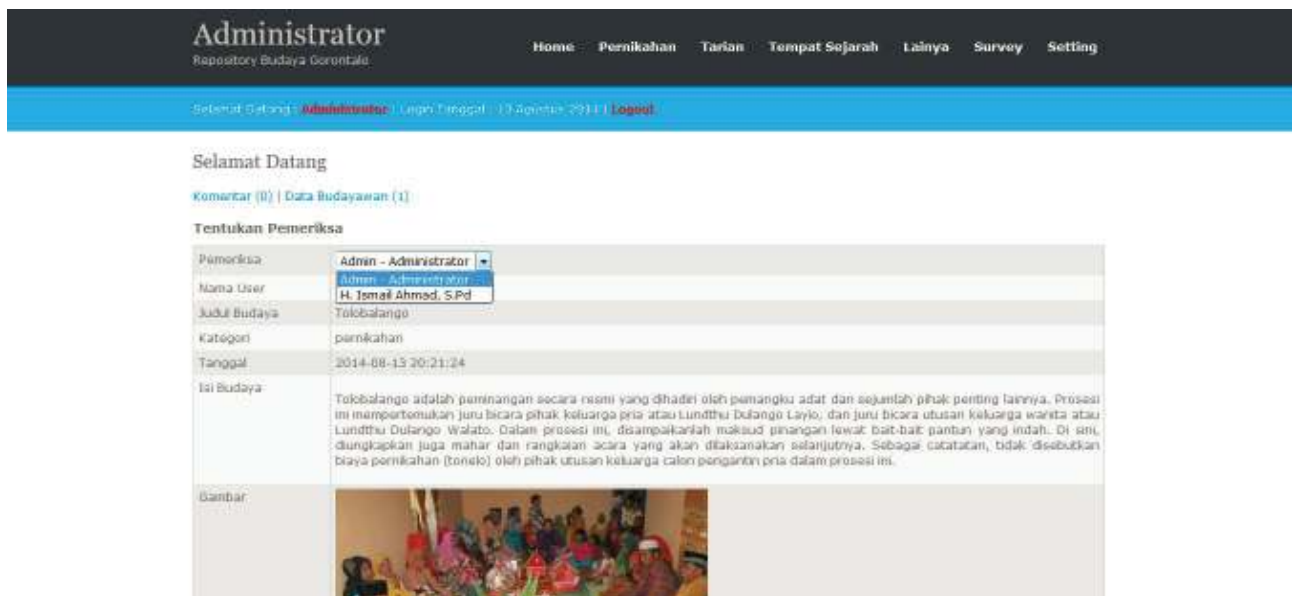 Administrator
Repository Budaya Gorontalo
Home Pernikahan Tarian Tempat Sejarah Lainya Survey Setting
Selamat Datang : Administrator | Login Tanggal : 13 Agustus 2014 | Logout
Selamat Datang
Komentar (0) | Data Budayawan (1)
Tentukan Pemeriksa
Pemeriksa Admin - Administrator
Admin - Administrator
Nama User
H. Ismail Ahmad, S.Pd
Judul Budaya Tolobalango
Kategori pernikahan
Tanggal 2014-08-13 20:21:24
Isi Budaya
Tolobalango adalah peminangan secara resmi yang dihadiri oleh pemangku adat dan sejumlah pihak penting lainnya. Prosesi
ini mempertemukan juru bicara pihak keluarga pria atau Lundthu Dulango Layio, dan juru bicara utusan keluarga wanita atau
Lundthu Dulango Walato. Dalam prosesi ini, disampaikanlah maksud pinangan lewat bait-bait pantun yang indah. Di sini,
diungkapkan juga mahar dan rangkaian acara yang akan dilaksanakan selanjutnya. Sebagai catatatan, tidak disebutkan
biaya pernikahan (tonelo) oleh pihak utusan keluarga calon pengantin pria dalam prosesi ini.
Gambar